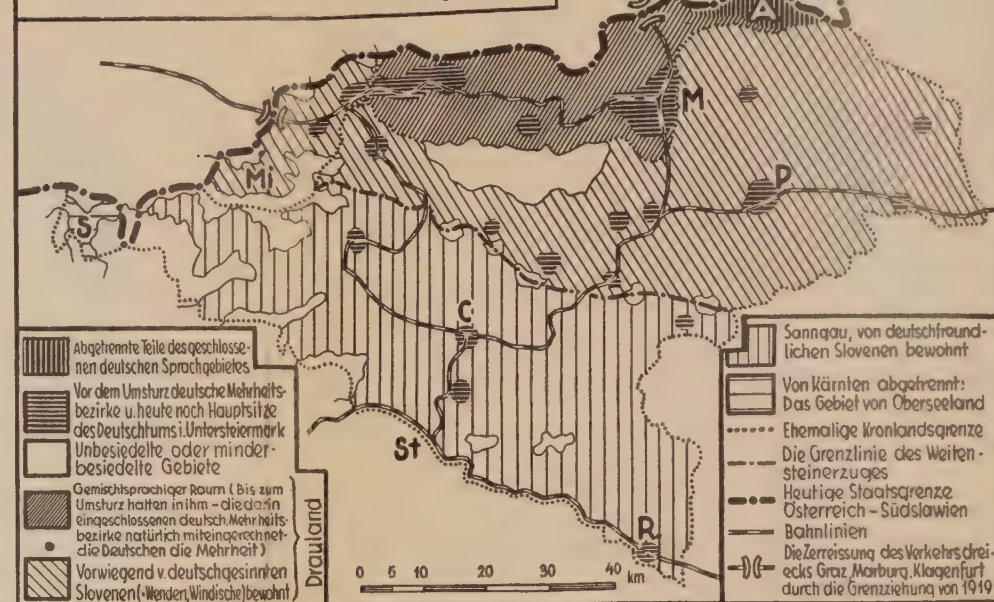 A
M
Mi
P
S
C
St
R
Abgetrennte Teile des geschlosse-
nen deutschen Sprachgebietes
Vor dem Umsturz deutsche Mehrheits-
bezirke u. heute noch Hauptsitze
des Deutschtums i. Untersteiermark
Unbesiedelte oder minder-
besiedelte Gebiete
Gemischtsprachiger Raum (Bis zum
Umsturz hatten in ihm - die darin
eingeschlossenen deutsch. Mehrheits-
bezirke natürlich miteingerechnet-
die Deutschen die Mehrheit)
Vorwiegend v. deutschgesinnten
Slovenen (•Wenden, Windische) bewohnt
Drauland
0 5 10 20 30 40 km
Sanngau, von deutschfreund-
lichen Slovenen bewohnt
Von Kärnten abgetrennt:
Das Gebiet von Oberseeland
Ehemalige Kronlandsgrenze
Die Grenzlinie des Weiten-
steinerzuges
Heutige Staatsgrenze
Österreich - Südslawien
Bahnlinien
Die Zerreissung des Verkehrsdrei-
ecks Graz, Marburg, Klagenfurt
durch die Grenzziehung von 1919